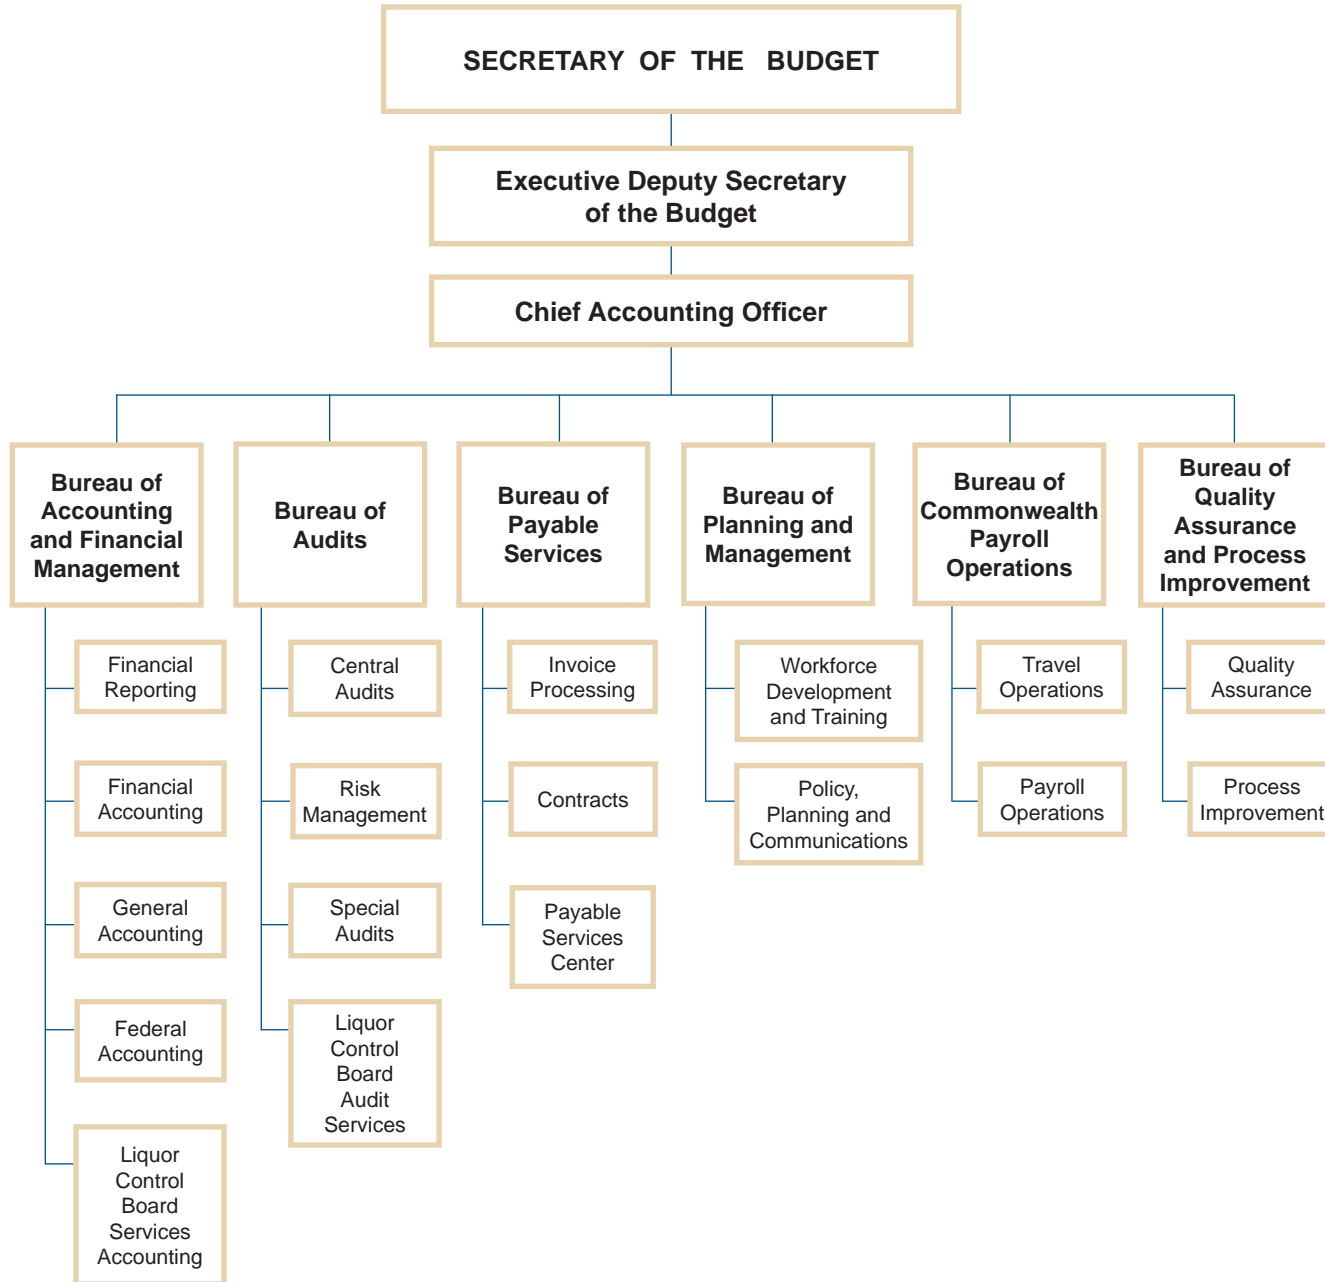 SECRETARY OF THE BUDGET
Executive Deputy Secretary
of the Budget
Chief Accounting Officer
Bureau of
Accounting
and Financial
Management
Bureau of
Audits
Bureau of
Payable
Services
Bureau of
Planning and
Management
Bureau of
Commonwealth
Payroll
Operations
Bureau of
Quality
Assurance
and Process
Improvement
Financial
Reporting
Financial
Accounting
General
Accounting
Federal
Accounting
Liquor
Control
Board
Services
Accounting
Central
Audits
Risk
Management
Special
Audits
Liquor
Control
Board
Audit
Services
Invoice
Processing
Contracts
Payable
Services
Center
Workforce
Development
and Training
Policy,
Planning and
Communications
Travel
Operations
Payroll
Operations
Quality
Assurance
Process
Improvement